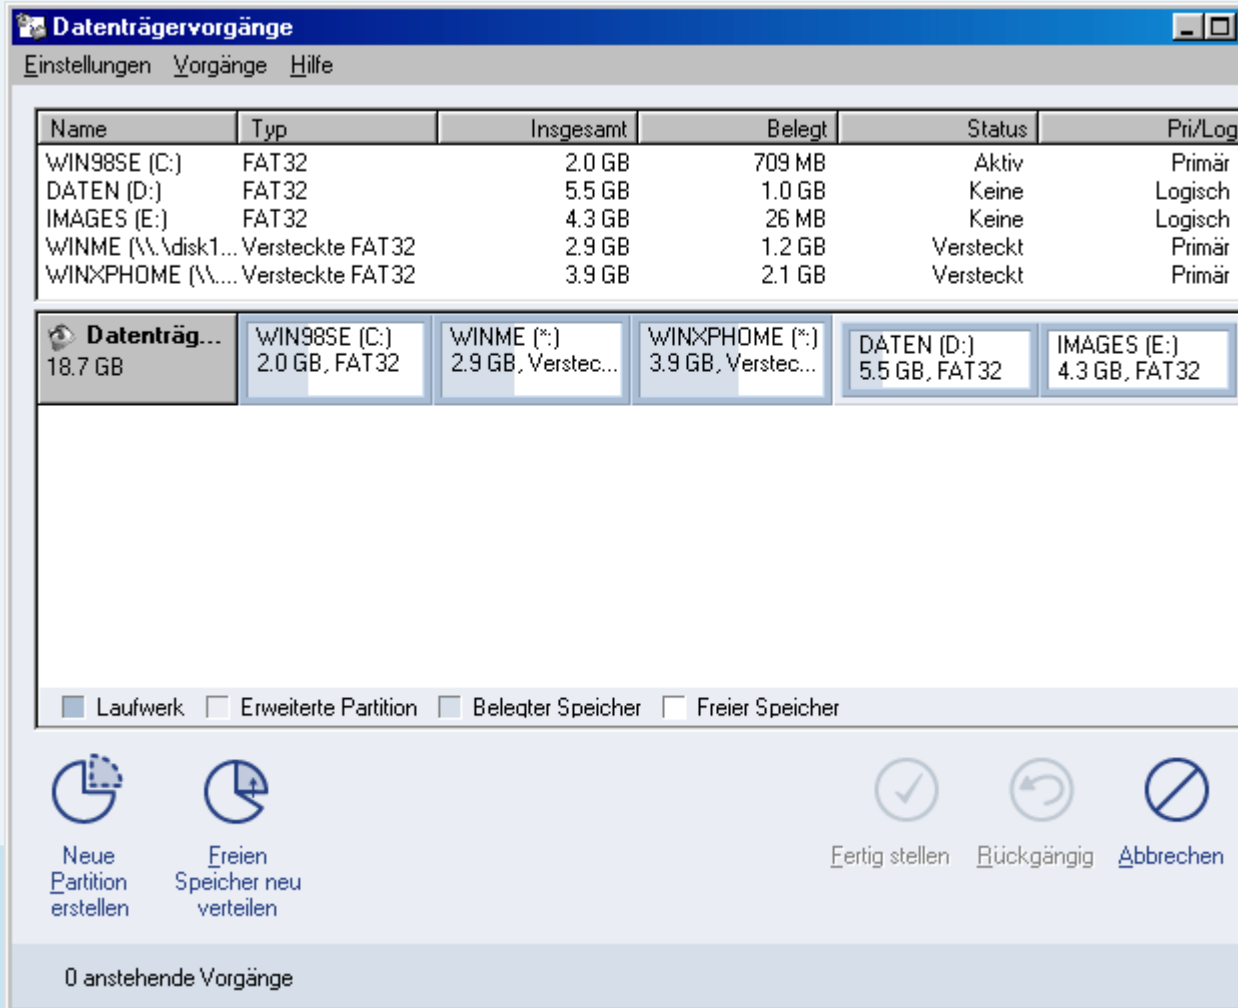 Datenträgervorgänge
Einstellungen Vorgänge Hilfe
Name Typ Insgesamt Belegt Status Pri/Log
WIN98SE (C:) FAT32 2.0 GB 709 MB Aktiv Primär
DATEN (D:) FAT32 5.5 GB 1.0 GB Keine Logisch
IMAGES (E:) FAT32 4.3 GB 26 MB Keine Logisch
WINME (\\.\disk1... Versteckte FAT32 2.9 GB 1.2 GB Versteckt Primär
WINXPHOME (\\.... Versteckte FAT32 3.9 GB 2.1 GB Versteckt Primär
Datenträg...
18.7 GB
WIN98SE (C:)
2.0 GB, FAT32
WINME (*:)
2.9 GB, Verstec...
WINXPHOME (*:)
3.9 GB, Verstec...
DATEN (D:)
5.5 GB, FAT32
IMAGES (E:)
4.3 GB, FAT32
Laufwerk Erweiterte Partition Belegter Speicher Freier Speicher
Neue
Partition
erstellen
Freien
Speicher neu
verteilen
Fertig stellen
Rückgängig
Abbrechen
0 anstehende Vorgänge